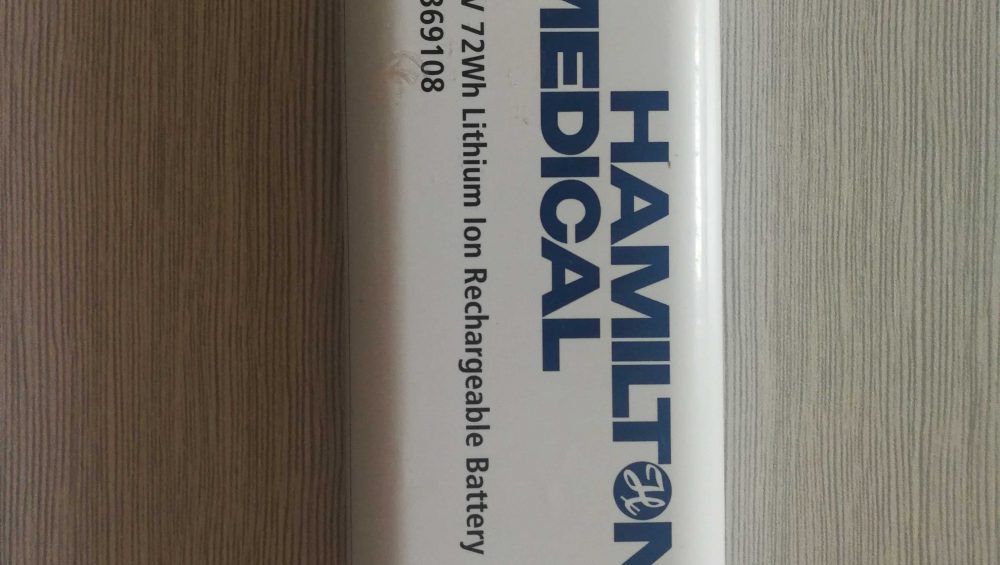 HAMILTON
MEDICAL
V 72Wh Lithium Ion Rechargeable Battery
369108